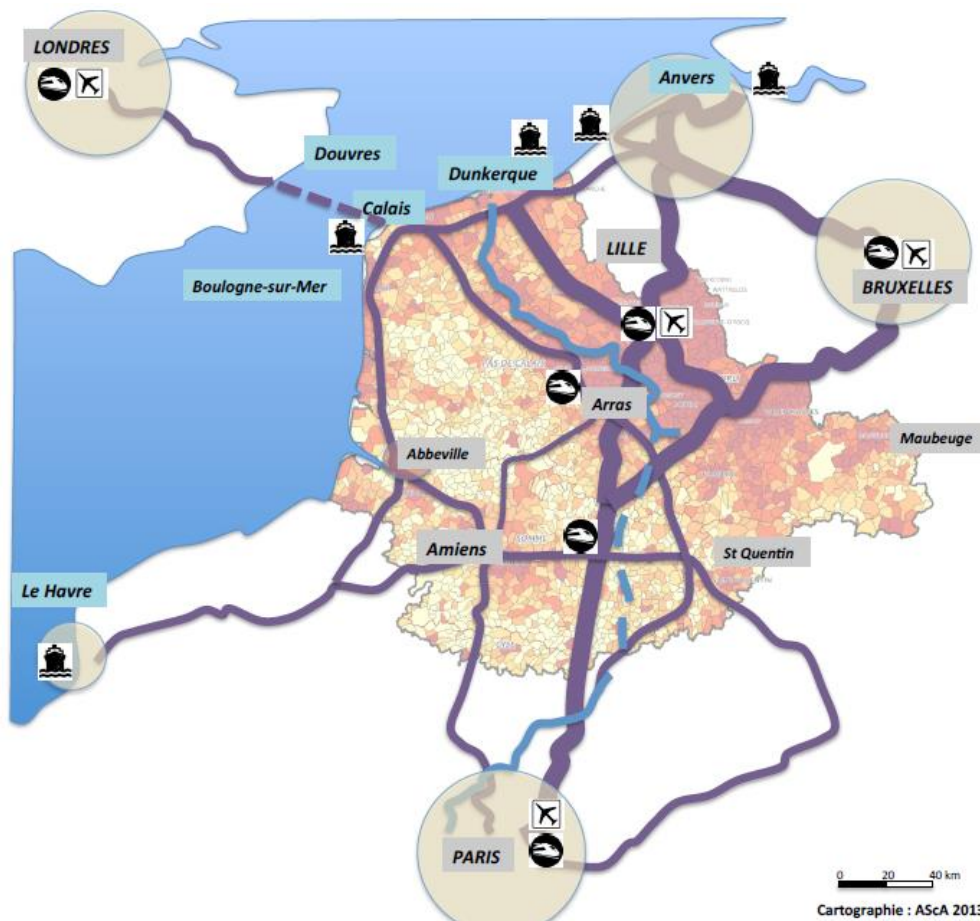 LONDRES
Anvers
Douvres
Dunkerque
Calais
LILLE
Boulogne-sur-Mer
BRUXELLES
Arras
Maubeuge
Abbeville
Amiens
St Quentin
Le Havre
SOMME
PARIS
0 20 40 km
Cartographie : AScA 2013